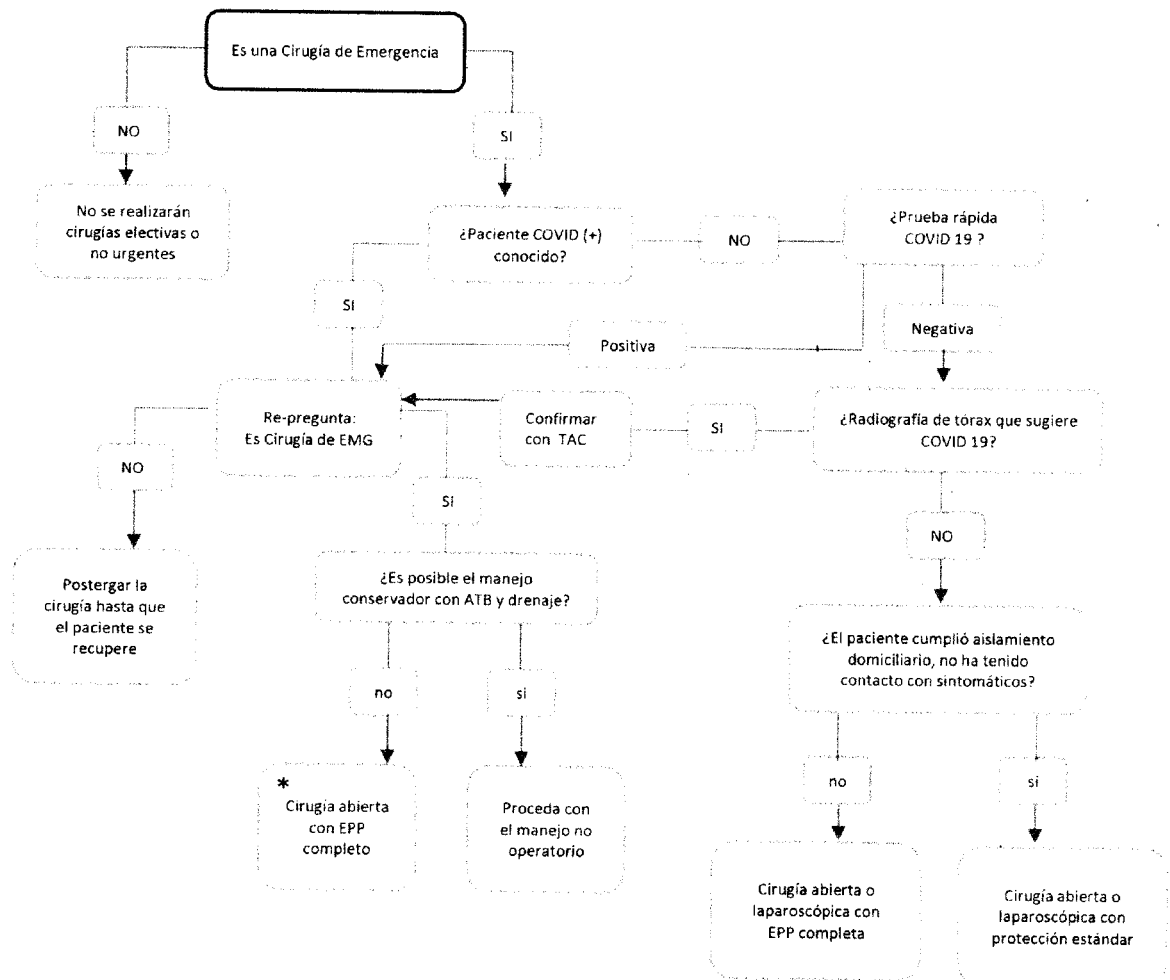 Es una Cirugía de Emergencia
NO
SI
No se realizarán
cirugías electivas o
no urgentes
¿Paciente COVID (+)
conocido?
NO
¿Prueba rápida
COVID 19 ?
SI
Positiva
Negativa
Re-pregunta:
Es Cirugía de EMG
Confirmar
con TAC
SI
¿Radiografía de tórax que sugiere
COVID 19?
NO
SI
NO
Postergar la
cirugía hasta que
el paciente se
recupere
¿Es posible el manejo
conservador con ATB y drenaje?
¿El paciente cumplió aislamiento
domiciliario, no ha tenido
contacto con sintomáticos?
no
si
no
sí
*
Cirugía abierta
con EPP
completo
Proceda con
el manejo no
operatorio
Cirugía abierta o
laparoscópica con
EPP completa
Cirugía abierta o
laparoscópica con
protección estándar